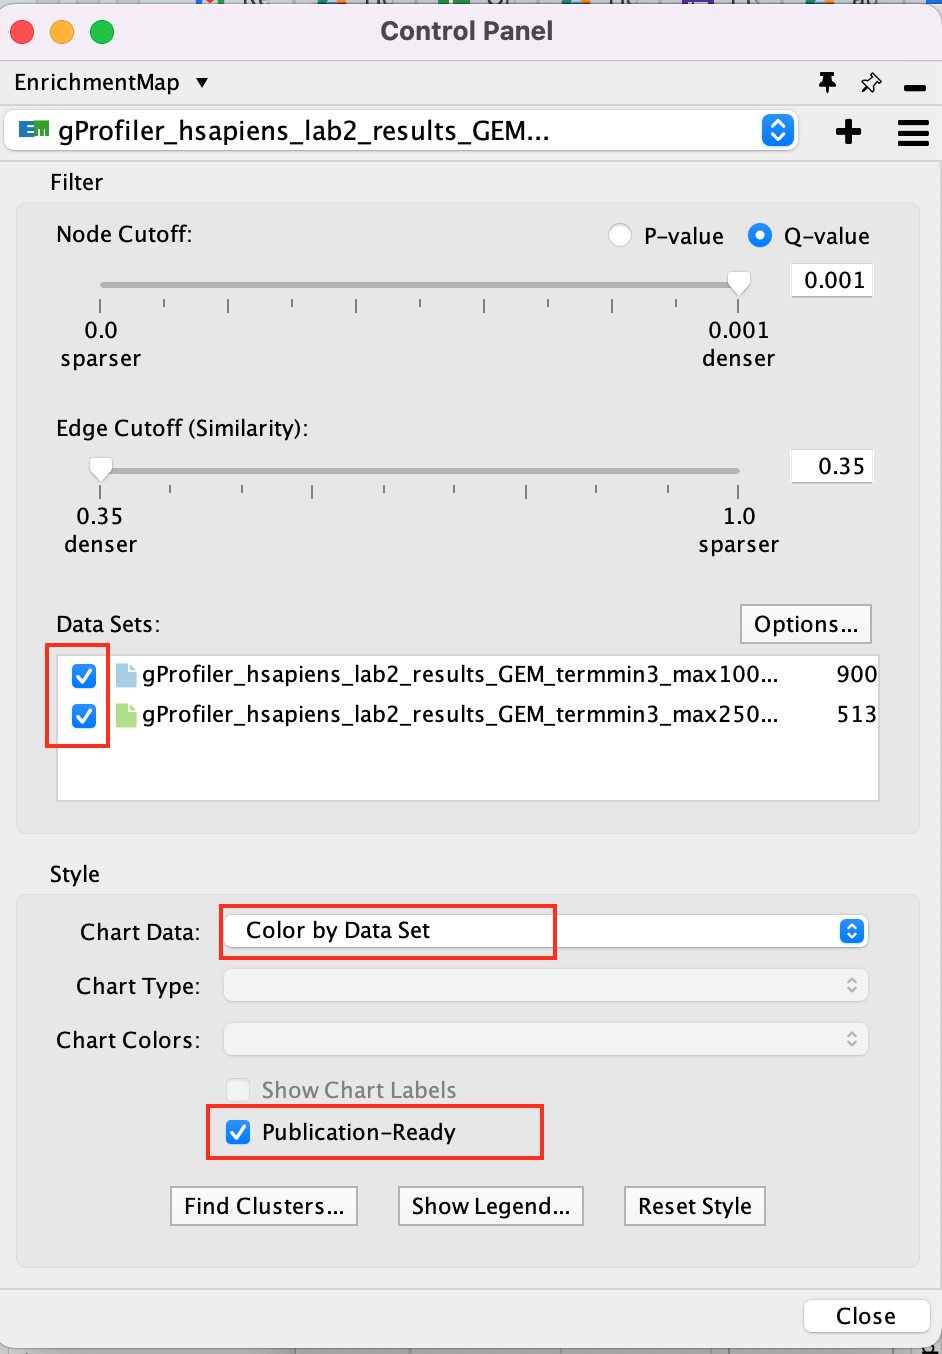 Control Panel
EnrichmentMap
EM gProfiler_hsapiens_lab2_results_GEM...
Filter
Node Cutoff:
P-value Q-value
0.001
0.0 0.001
sparser denser
Edge Cutoff (Similarity):
0.35
0.35 1.0
denser sparser
Data Sets:
Options...
gProfiler_hsapiens_lab2_results_GEM_termmin3_max100... 900
gProfiler_hsapiens_lab2_results_GEM_termmin3_max250... 513
Style
Chart Data: Color by Data Set
Chart Type:
Chart Colors:
Show Chart Labels
Publication-Ready
Find Clusters... Show Legend... Reset Style
Close